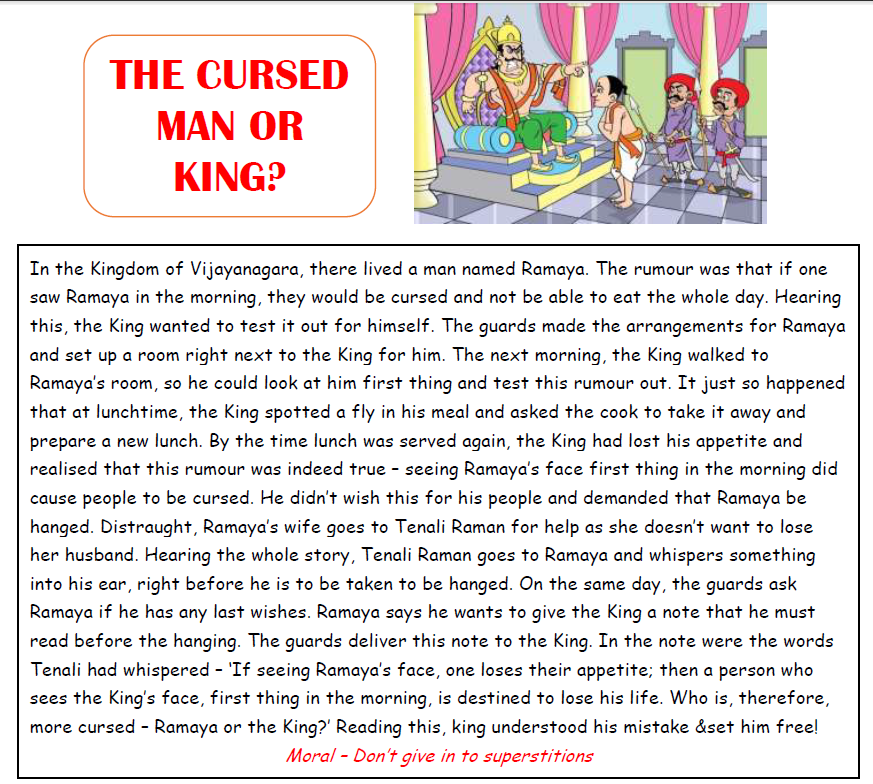 THE CURSED
MAN OR
KING?
In the Kingdom of Vijayanagara, there lived a man named Ramaya. The rumour was that if one
saw Ramaya in the morning, they would be cursed and not be able to eat the whole day. Hearing
this, the King wanted to test it out for himself. The guards made the arrangements for Ramaya
and set up a room right next to the King for him. The next morning, the King walked to
Ramaya's room, so he could look at him first thing and test this rumour out. It just so happened
that at lunchtime, the King spotted a fly in his meal and asked the cook to take it away and
prepare a new lunch. By the time lunch was served again, the King had lost his appetite and
realised that this rumour was indeed true – seeing Ramaya's face first thing in the morning did
cause people to be cursed. He didn't wish this for his people and demanded that Ramaya be
hanged. Distraught, Ramaya's wife goes to Tenali Raman for help as she doesn't want to lose
her husband. Hearing the whole story, Tenali Raman goes to Ramaya and whispers something
into his ear, right before he is to be taken to be hanged. On the same day, the guards ask
Ramaya if he has any last wishes. Ramaya says he wants to give the King a note that he must
read before the hanging. The guards deliver this note to the King. In the note were the words
Tenali had whispered – 'If seeing Ramaya's face, one loses their appetite; then a person who
sees the King's face, first thing in the morning, is destined to lose his life. Who is, therefore,
more cursed – Ramaya or the King?' Reading this, king understood his mistake &set him free!
Moral – Don't give in to superstitions